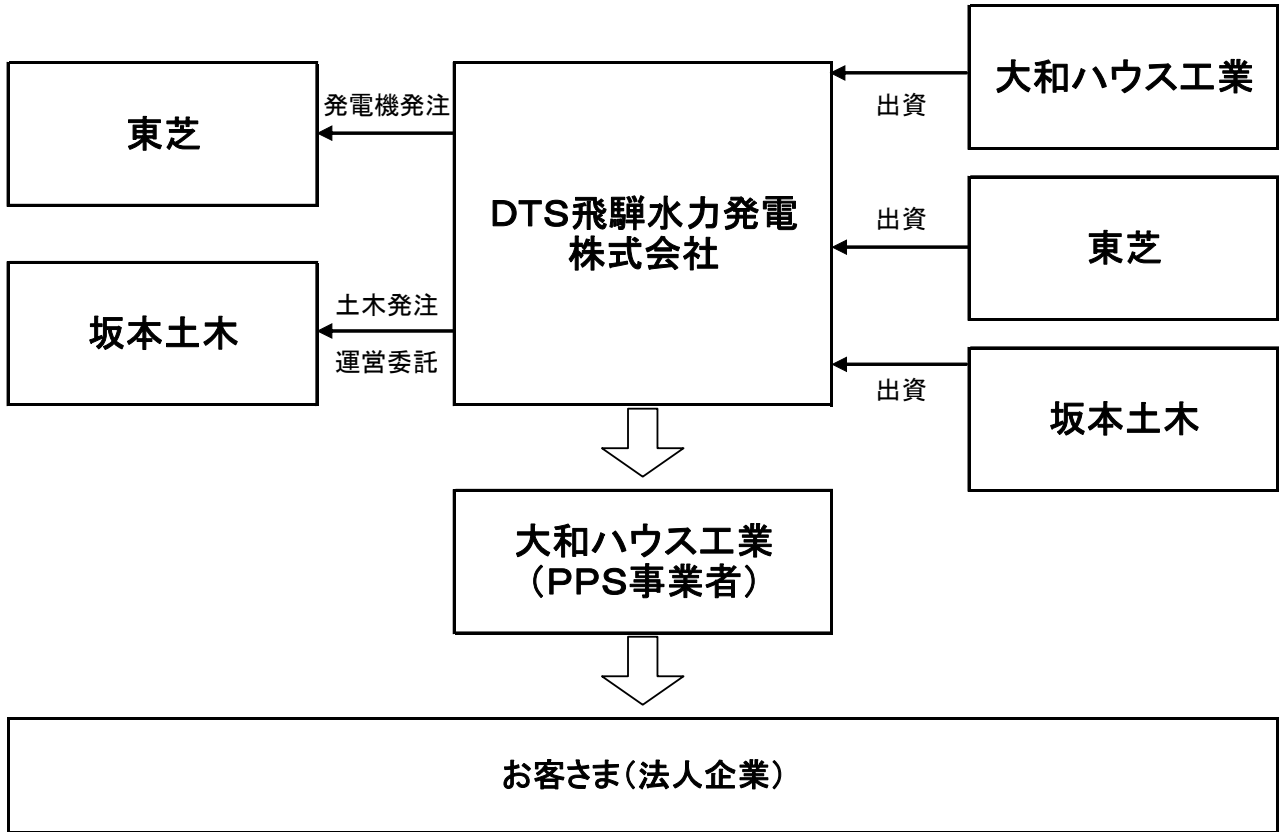 大和ハウス工業
出資
東芝
発電機発注
DTS飛騨水力発電
株式会社
出資
東芝
坂本土木
土木発注
運営委託
出資
坂本土木
大和ハウス工業
（PPS事業者）
お客さま（法人企業）